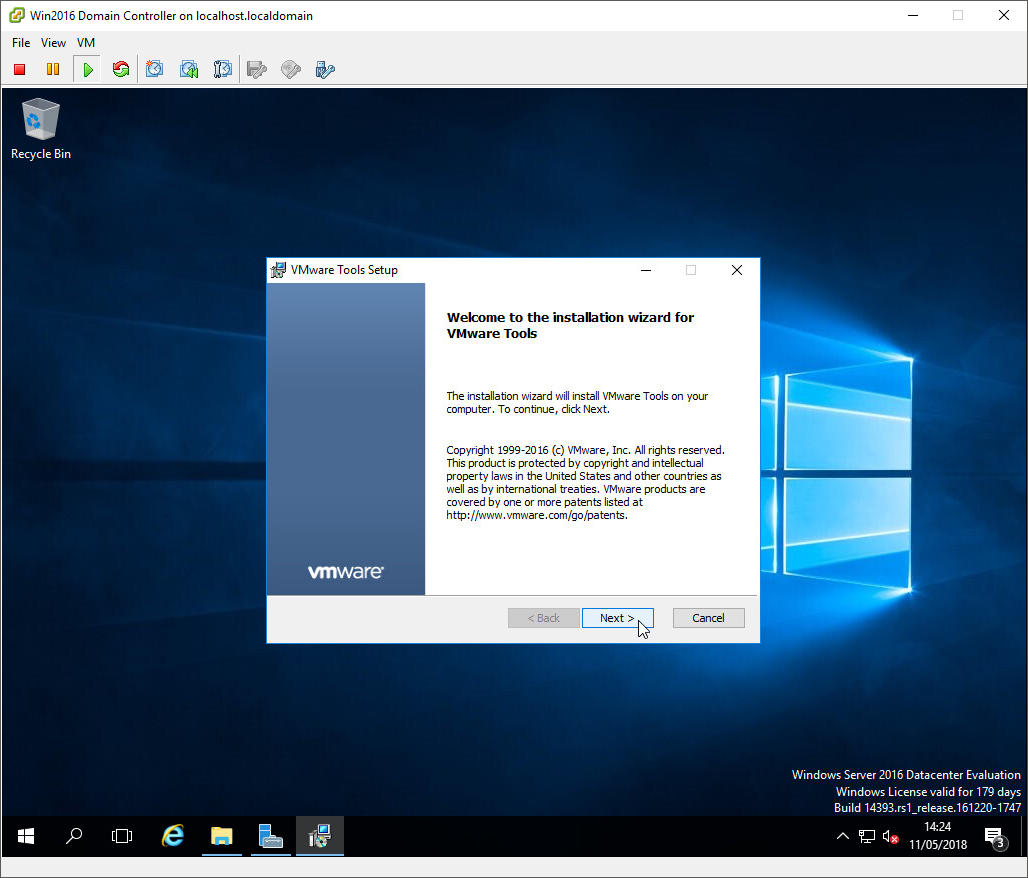 Win2016 Domain Controller on localhost.localdomain
File View VM
Recycle Bin
VMware Tools Setup
Welcome to the installation wizard for
VMware Tools
The installation wizard will install VMware Tools on your
computer. To continue, click Next.
Copyright 1999-2016 (c) VMware, Inc. All rights reserved.
This product is protected by copyright and intellectual
property laws in the United States and other countries as
well as by international treaties. VMware products are
covered by one or more patents listed at
http://www.vmware.com/go/patents.
vmware®
< Back Next > Cancel
Windows Server 2016 Datacenter Evaluation
Windows License valid for 179 days
Build 14393.rs1_release.161220-1747
14:24
11/05/2018
3